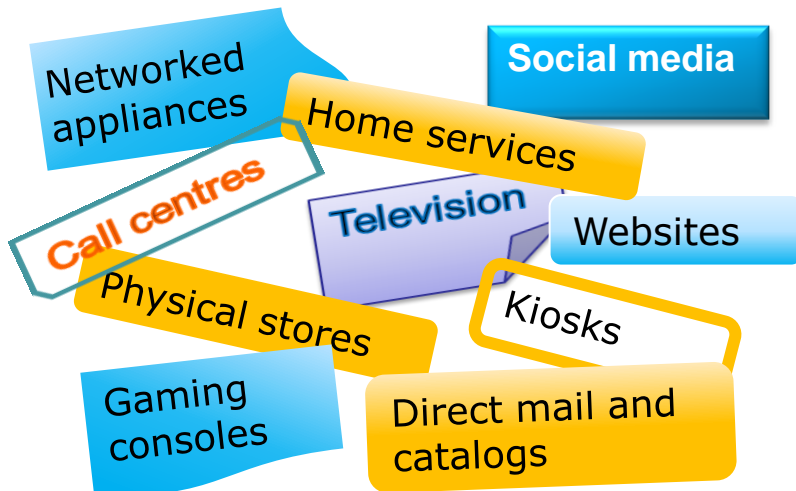 Networked
appliances
Social media
Home services
Call centres
Television
Websites
Physical stores
Kiosks
Gaming
consoles
Direct mail and
catalogs